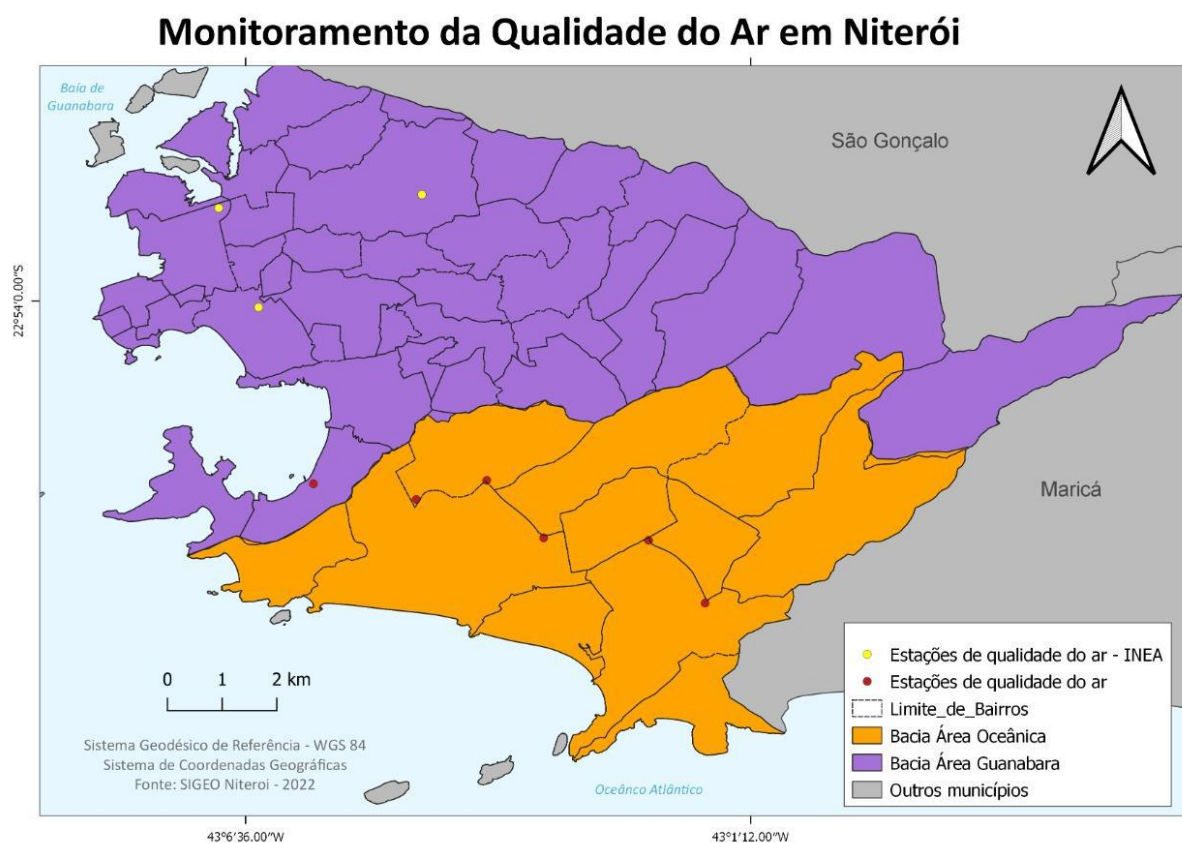 Monitoramento da Qualidade do Ar em Niterói
Baía de
Guanabara
São Gonçalo
22°54'0.00"S
Maricá
0 1 2 km
Estações de qualidade do ar - INEA
Estações de qualidade do ar
Limite_de_Bairros
Bacia Área Oceânica
Bacia Área Guanabara
Outros municípios
Sistema Geodésico de Referência - WGS 84
Sistema de Coordenadas Geográficas
Fonte: SIGEO Niteroi - 2022
Oceânco Atlântico
43°6'36.00"W
43°1'12.00"W